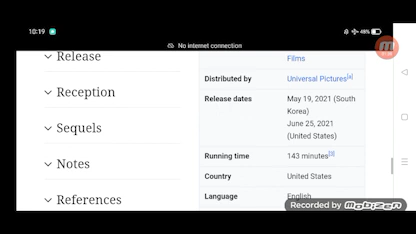 10:19
48%
No internet connection
Release
Reception
Sequels
Notes
References
Films
Distributed by Universal Pictures[a]
Release dates May 19, 2021 (South
Korea)
June 25, 2021
(United States)
Running time 143 minutes[3]
Country United States
Language English
Recorded by MobiZen